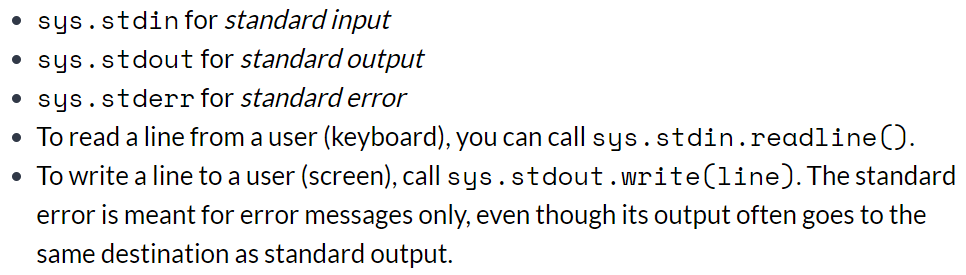 • sys.stdin for standard input
• sys.stdout for standard output
• sys.stderr for standard error
• To read a line from a user (keyboard), you can call sys.stdin.readline().
• To write a line to a user (screen), call sys.stdout.write(line). The standard
error is meant for error messages only, even though its output often goes to the
same destination as standard output.